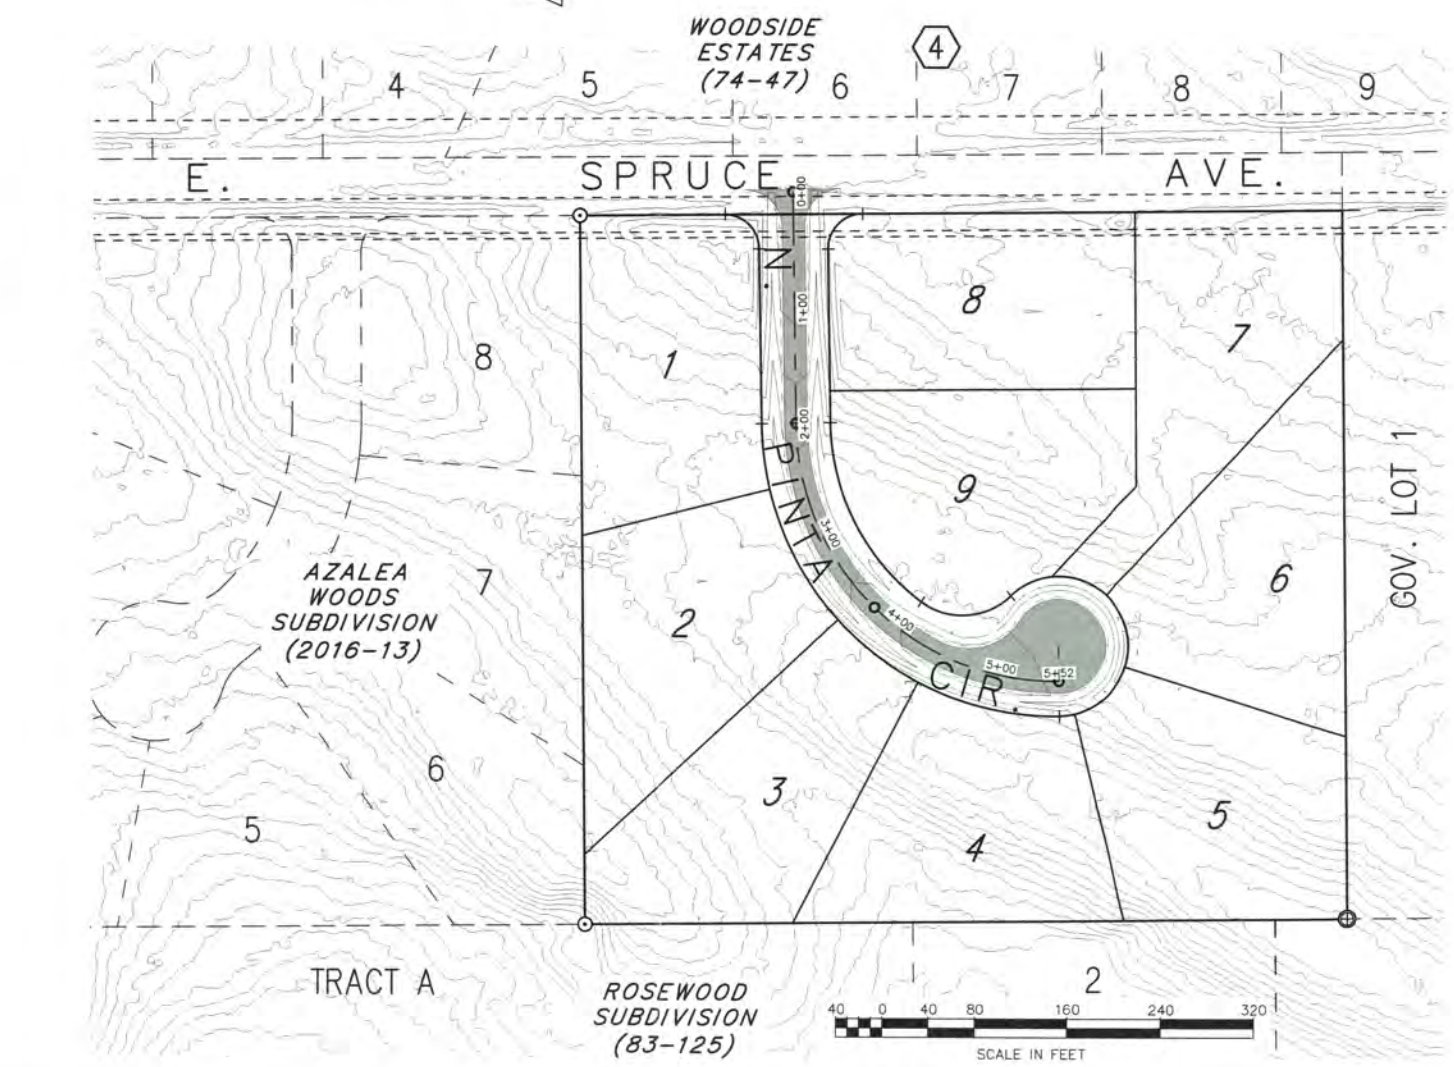 WOODSIDE
ESTATES
(74-47)
4
4
5
6
7
8
9
E. SPRUCE AVE.
0+00
N. PINTA CIR.
1+00
2+00
3+00
4+00
5+00
5+52
8
1
8
7
9
7
2
6
GOV. LOT 1
AZALEA
WOODS
SUBDIVISION
(2016-13)
6
5
3
4
5
TRACT A
ROSEWOOD
SUBDIVISION
(83-125)
2
40 0 40 80 160 240 320
SCALE IN FEET